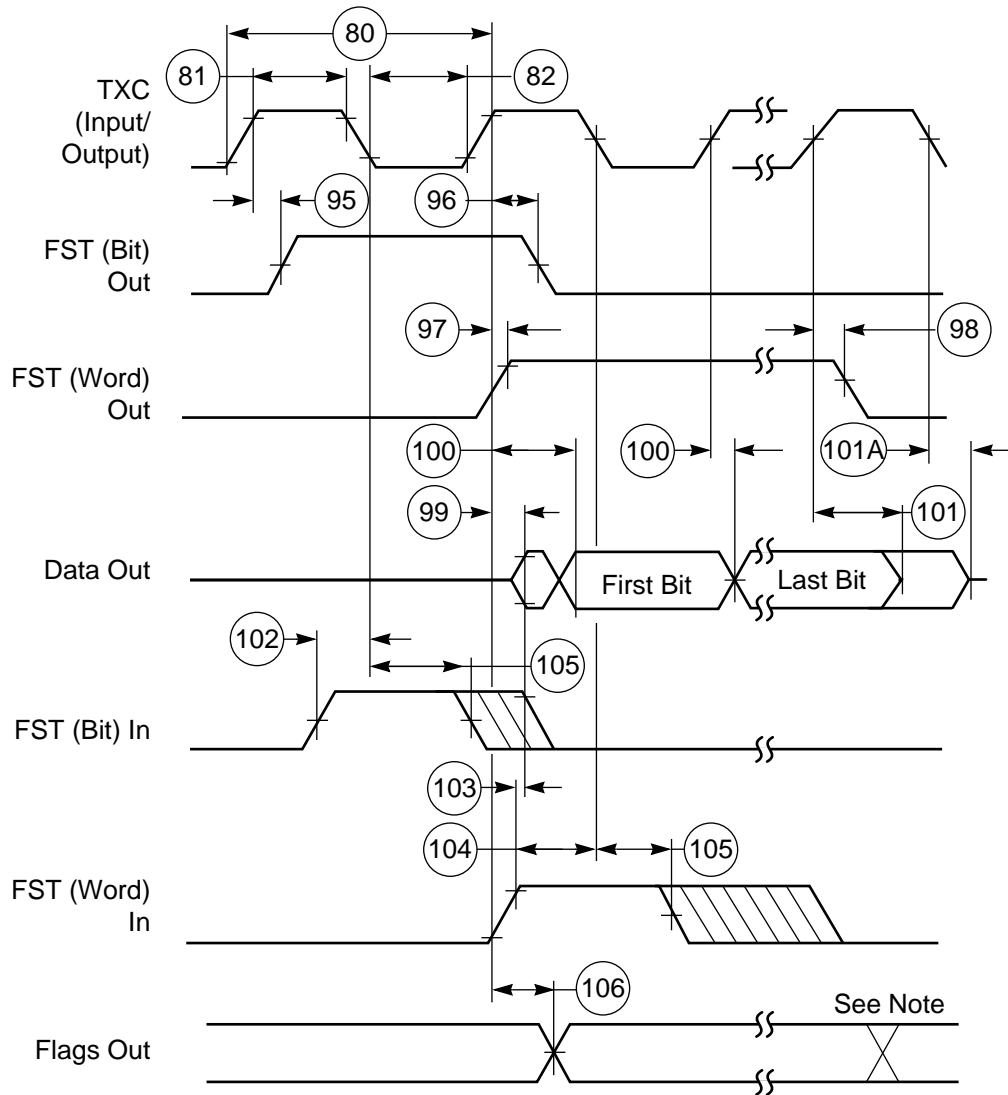 80
81
82
TXC
(Input/
Output)
95
96
FST (Bit)
Out
97
98
FST (Word)
Out
100
100
101A
99
101
Data Out
First Bit
Last Bit
102
105
FST (Bit) In
103
104
105
FST (Word)
In
106
See Note
Flags Out